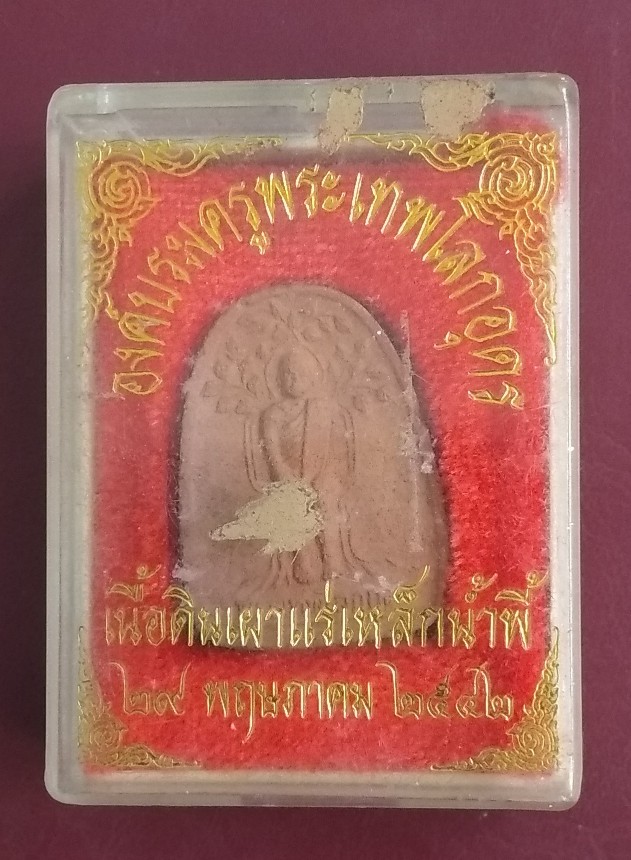 องค์บรมครูพระเทพโลกอุดร
เนื้อดินเผาแร่เหล็กน้ำพี้
๒๙ พฤษภาคม ๒๕๔๒